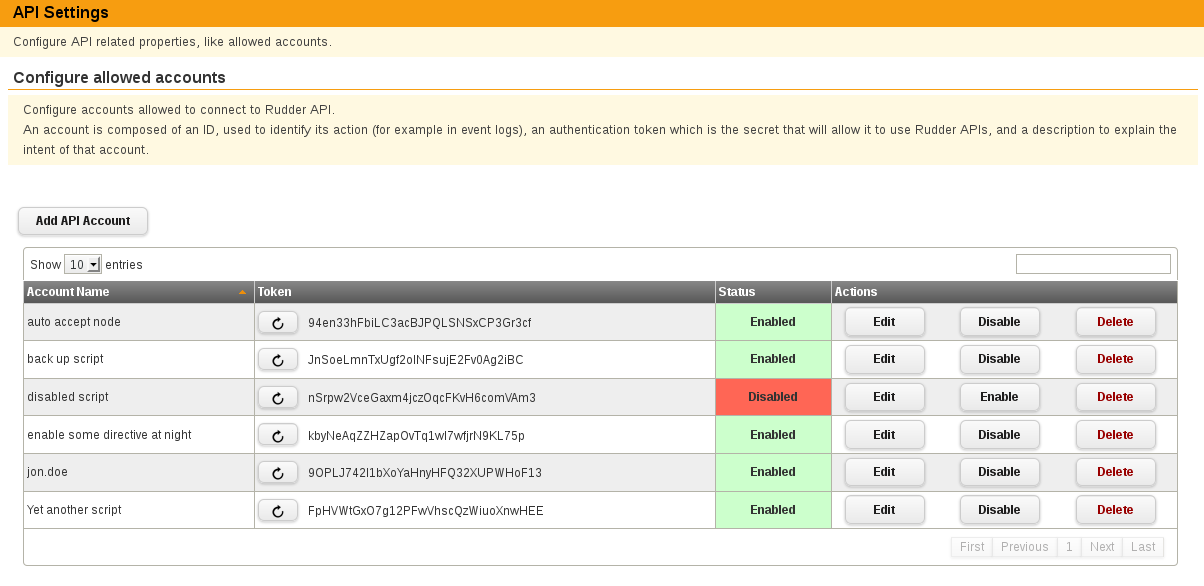 API Settings
Configure API related properties, like allowed accounts.
Configure allowed accounts
Configure accounts allowed to connect to Rudder API.
An account is composed of an ID, used to identify its action (for example in event logs), an authentication token which is the secret that will allow it to use Rudder APIs, and a description to explain the
intent of that account.
Add API Account
Show 10 entries
Account Name Token Status Actions
auto accept node 94en33hFbiLC3acBJPQLSNSxCP3Gr3cf Enabled Edit Disable Delete
back up script JnSoeLmnTxUgf2olNFsujE2Fv0Ag2iBC Enabled Edit Disable Delete
disabled script nSrpw2VceGaxm4jczOqcFKvH6comVAm3 Disabled Edit Enable Delete
enable some directive at night kbyNeAqZZHZapOvTq1wl7wfjrN9KL75p Enabled Edit Disable Delete
jon.doe 9OPLJ742I1bXoYaHnyHFQ32XUPWHoF13 Enabled Edit Disable Delete
Yet another script FpHVWtGxO7g12PFwVhscQzWiuoXnwHEE Enabled Edit Disable Delete
First Previous 1 Next Last